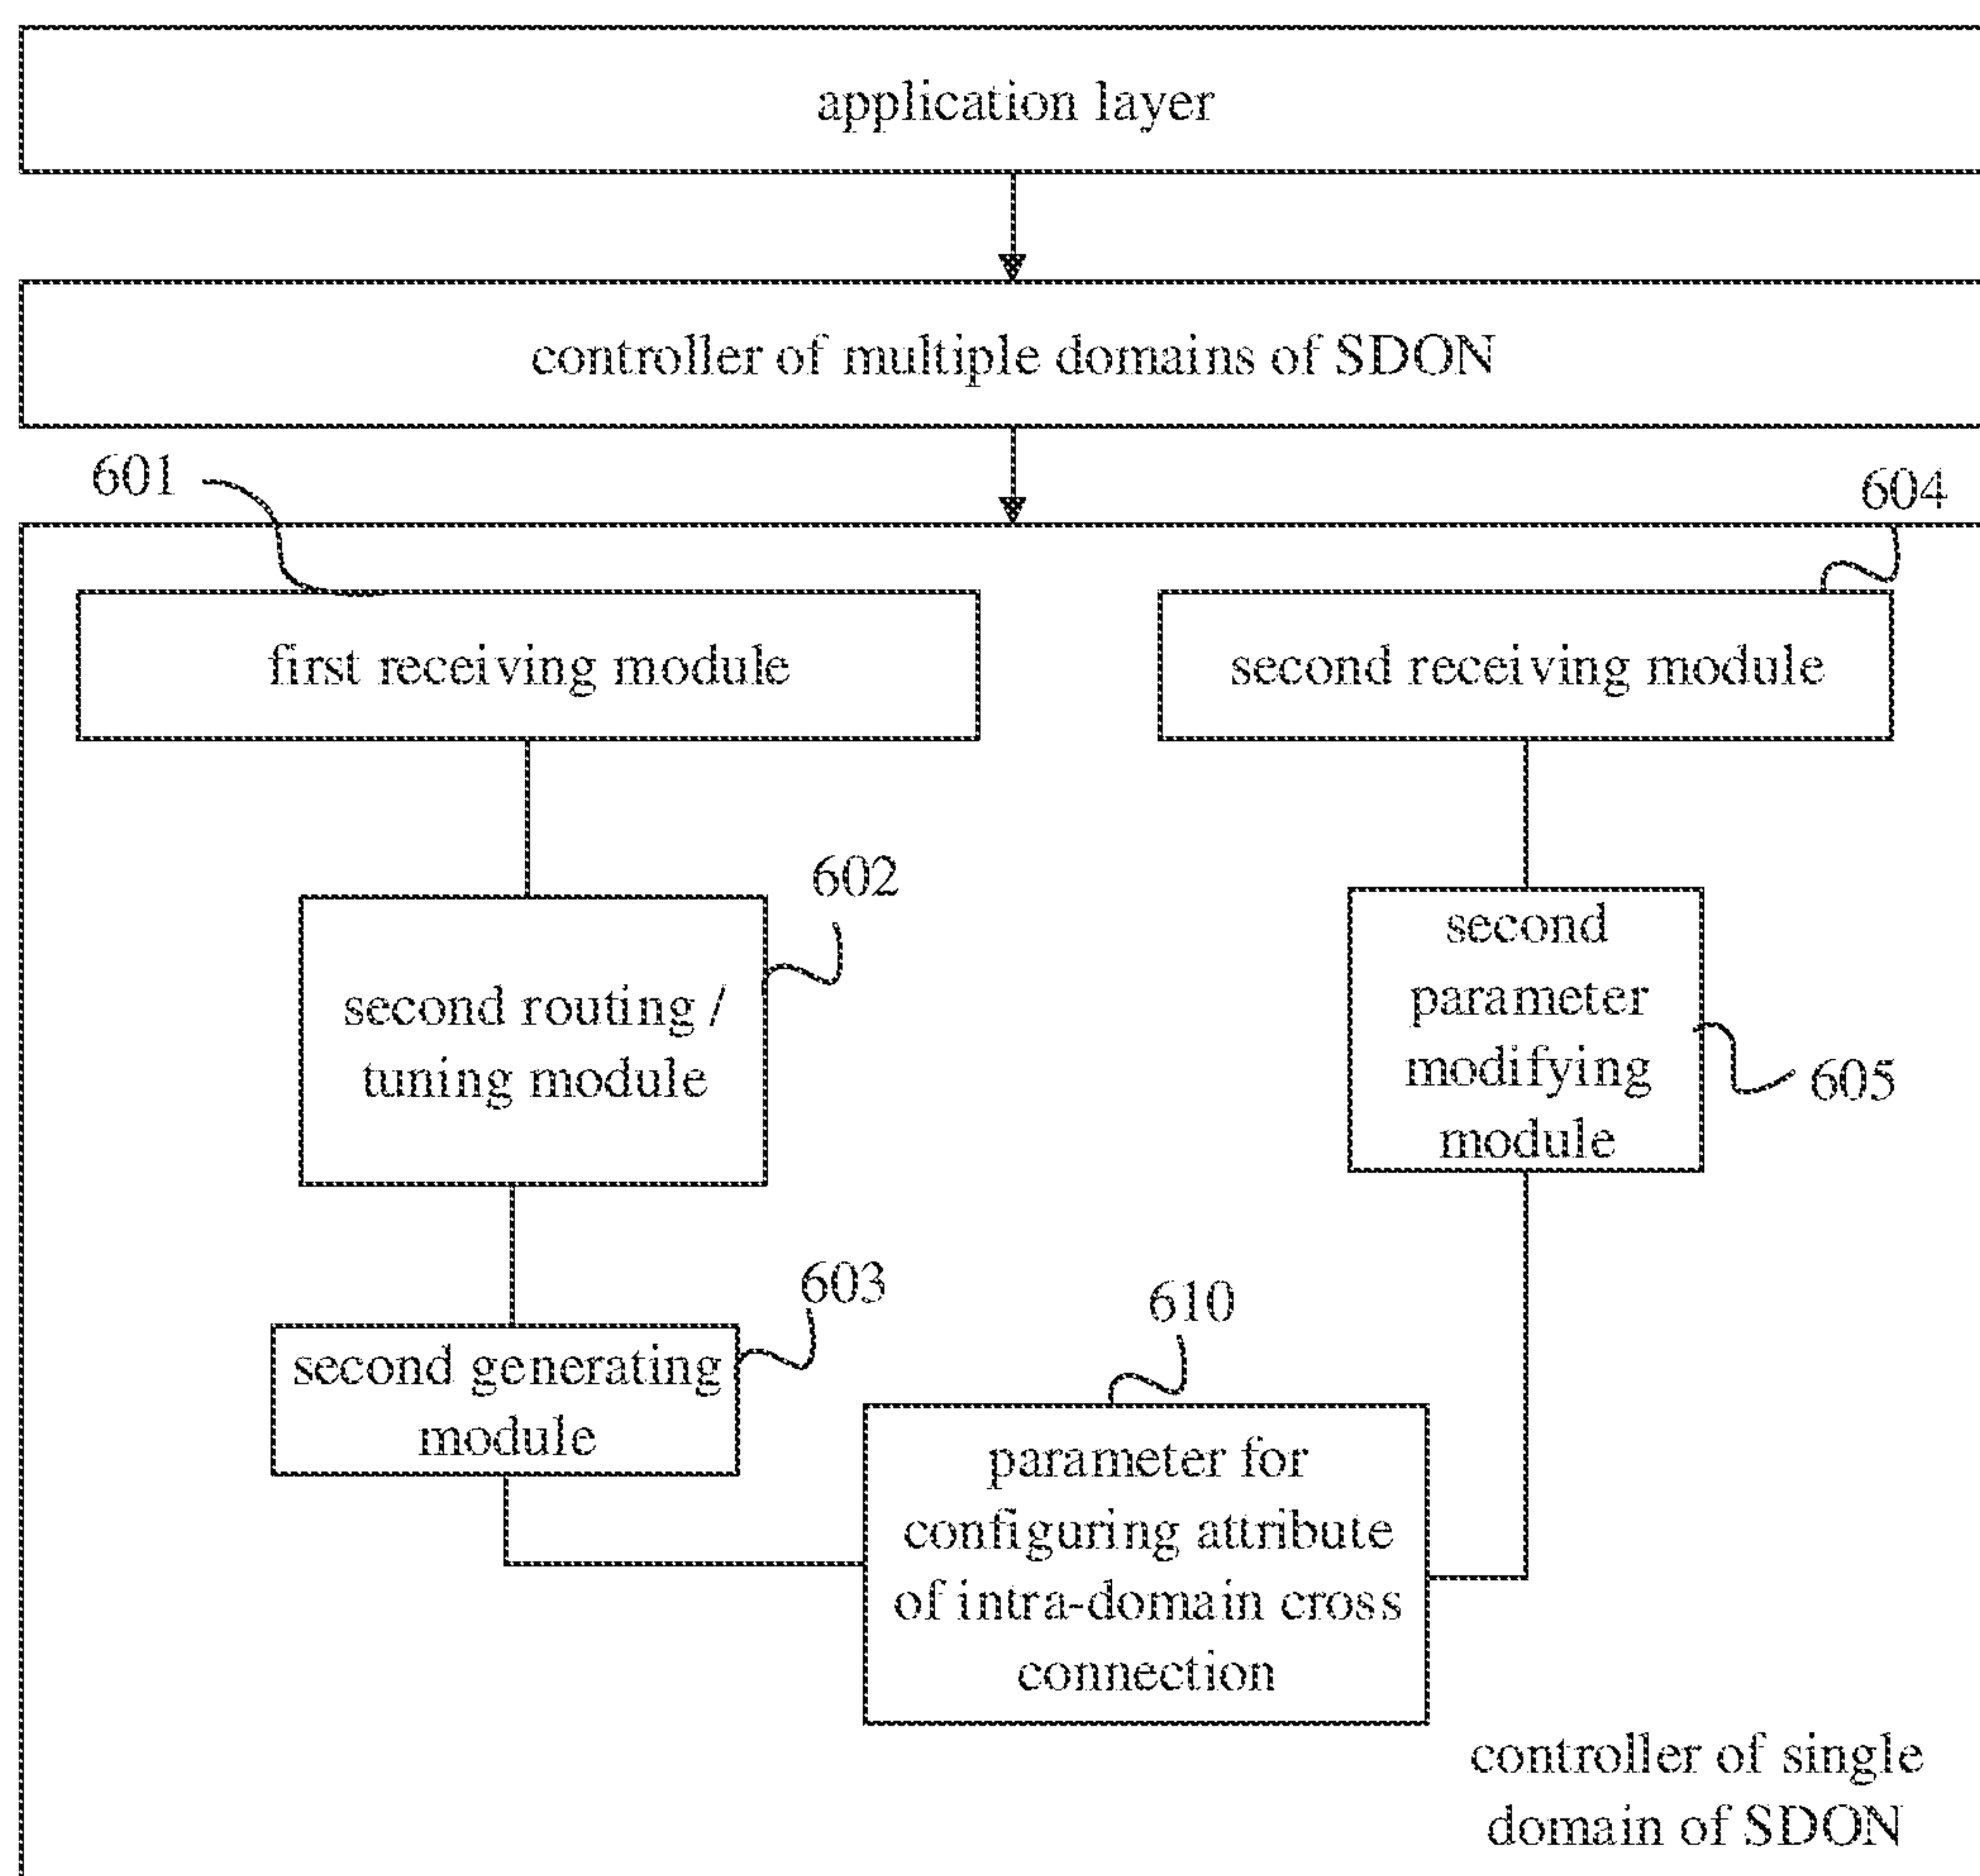 application layer
controller of multiple domains of SDON
601
604
first receiving module
second receiving module
602
second routing /
tuning module
second
parameter
modifying
module
605
603
second generating
module
610
parameter for
configuring attribute
of intra-domain cross
connection
controller of single
domain of SDON